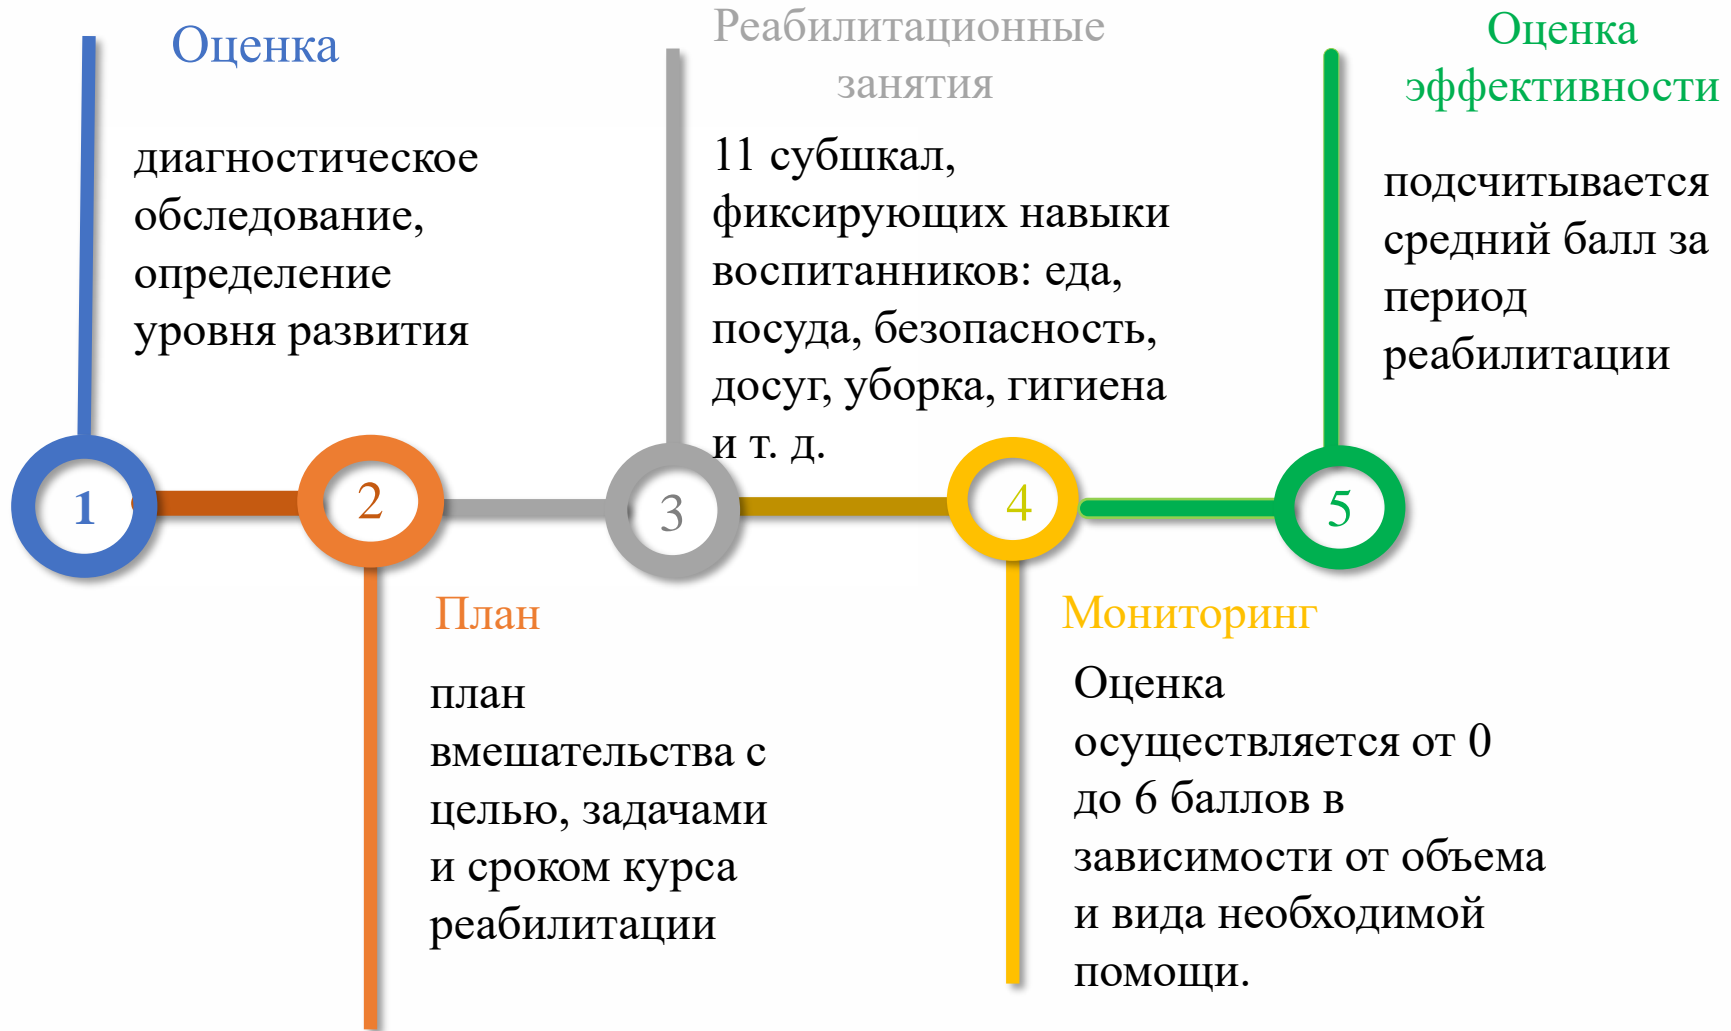 Оценка
диагностическое
обследование,
определение
уровня развития
1
2
План
план
вмешательства с
целью, задачами
и сроком курса
реабилитации
Реабилитационные
занятия
11 субшкал,
фиксирующих навыки
воспитанников: еда,
посуда, безопасность,
досуг, уборка, гигиена
и т. д.
3
4
Мониторинг
Оценка
осуществляется от 0
до 6 баллов в
зависимости от объема
и вида необходимой
помощи.
Оценка
эффективности
подсчитывается
средний балл за
период
реабилитации
5